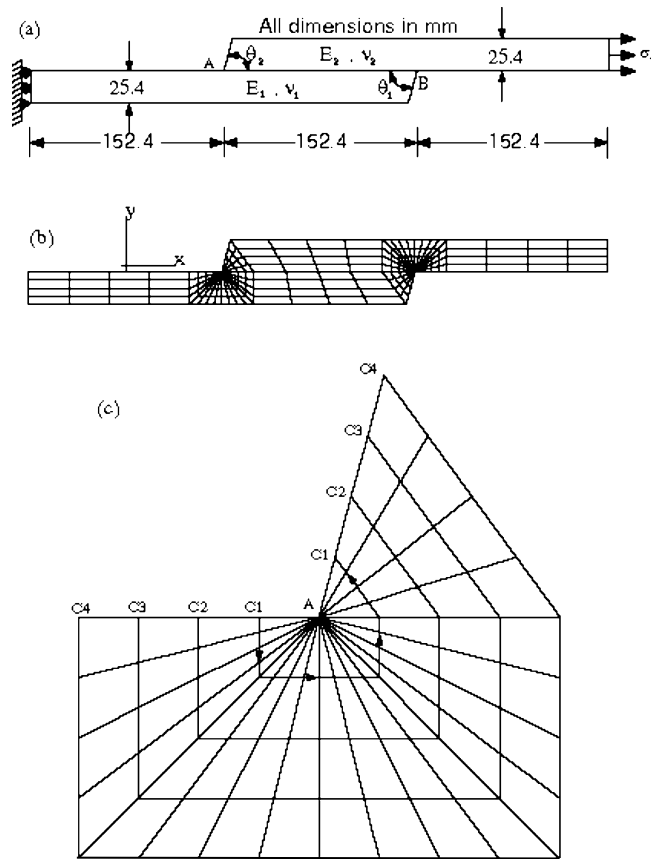 (a)
All dimensions in mm
A
θ₂
E₂ , ν₂
25.4
σ
25.4
E₁ , ν₁
θ₁
B
152.4
152.4
152.4
(b)
y
x
(c)
C4
C3
C2
C1
A
C4
C3
C2
C1